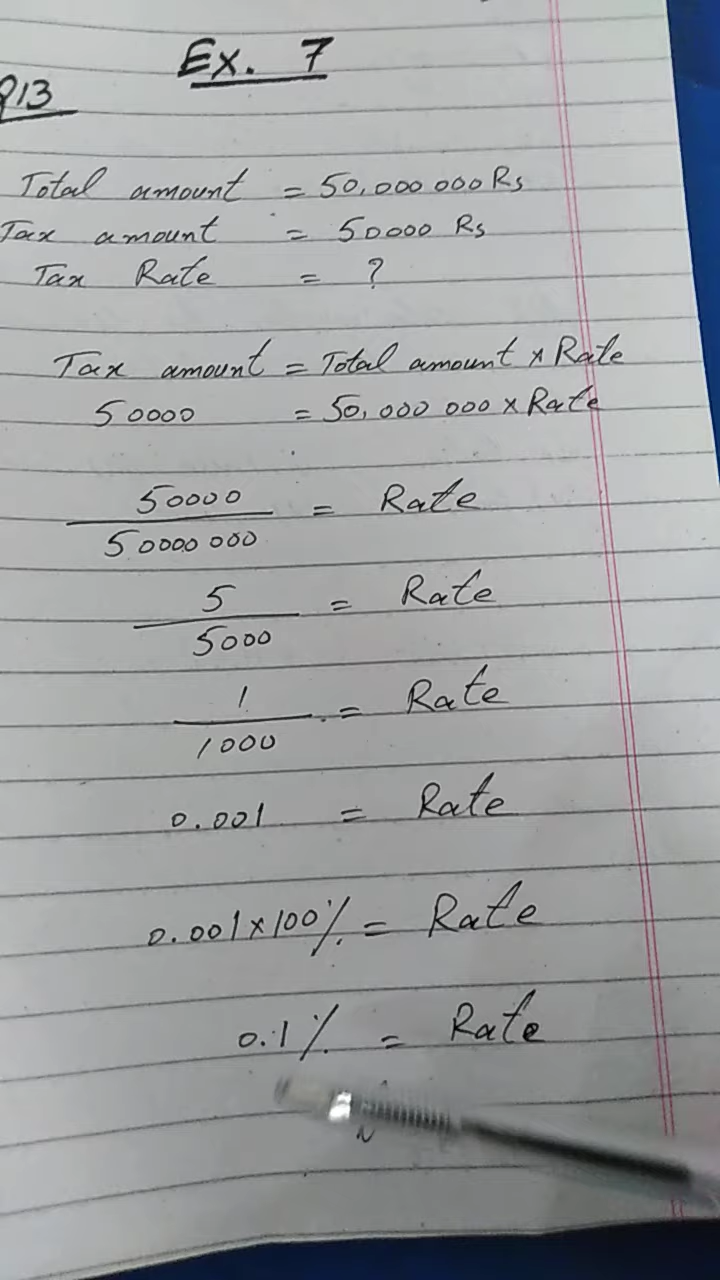 Ex. 7
Q13
Total amount = 50,000 000 Rs
Tax amount = 50000 Rs
Tax Rate = ?
Tax amount = Total amount x Rate
50000 = 50,000 000 x Rate
50000 = Rate
50000 000
5 = Rate
5000
1 = Rate
1000
0.001 = Rate
0.001 x 100% = Rate
0.1% = Rate